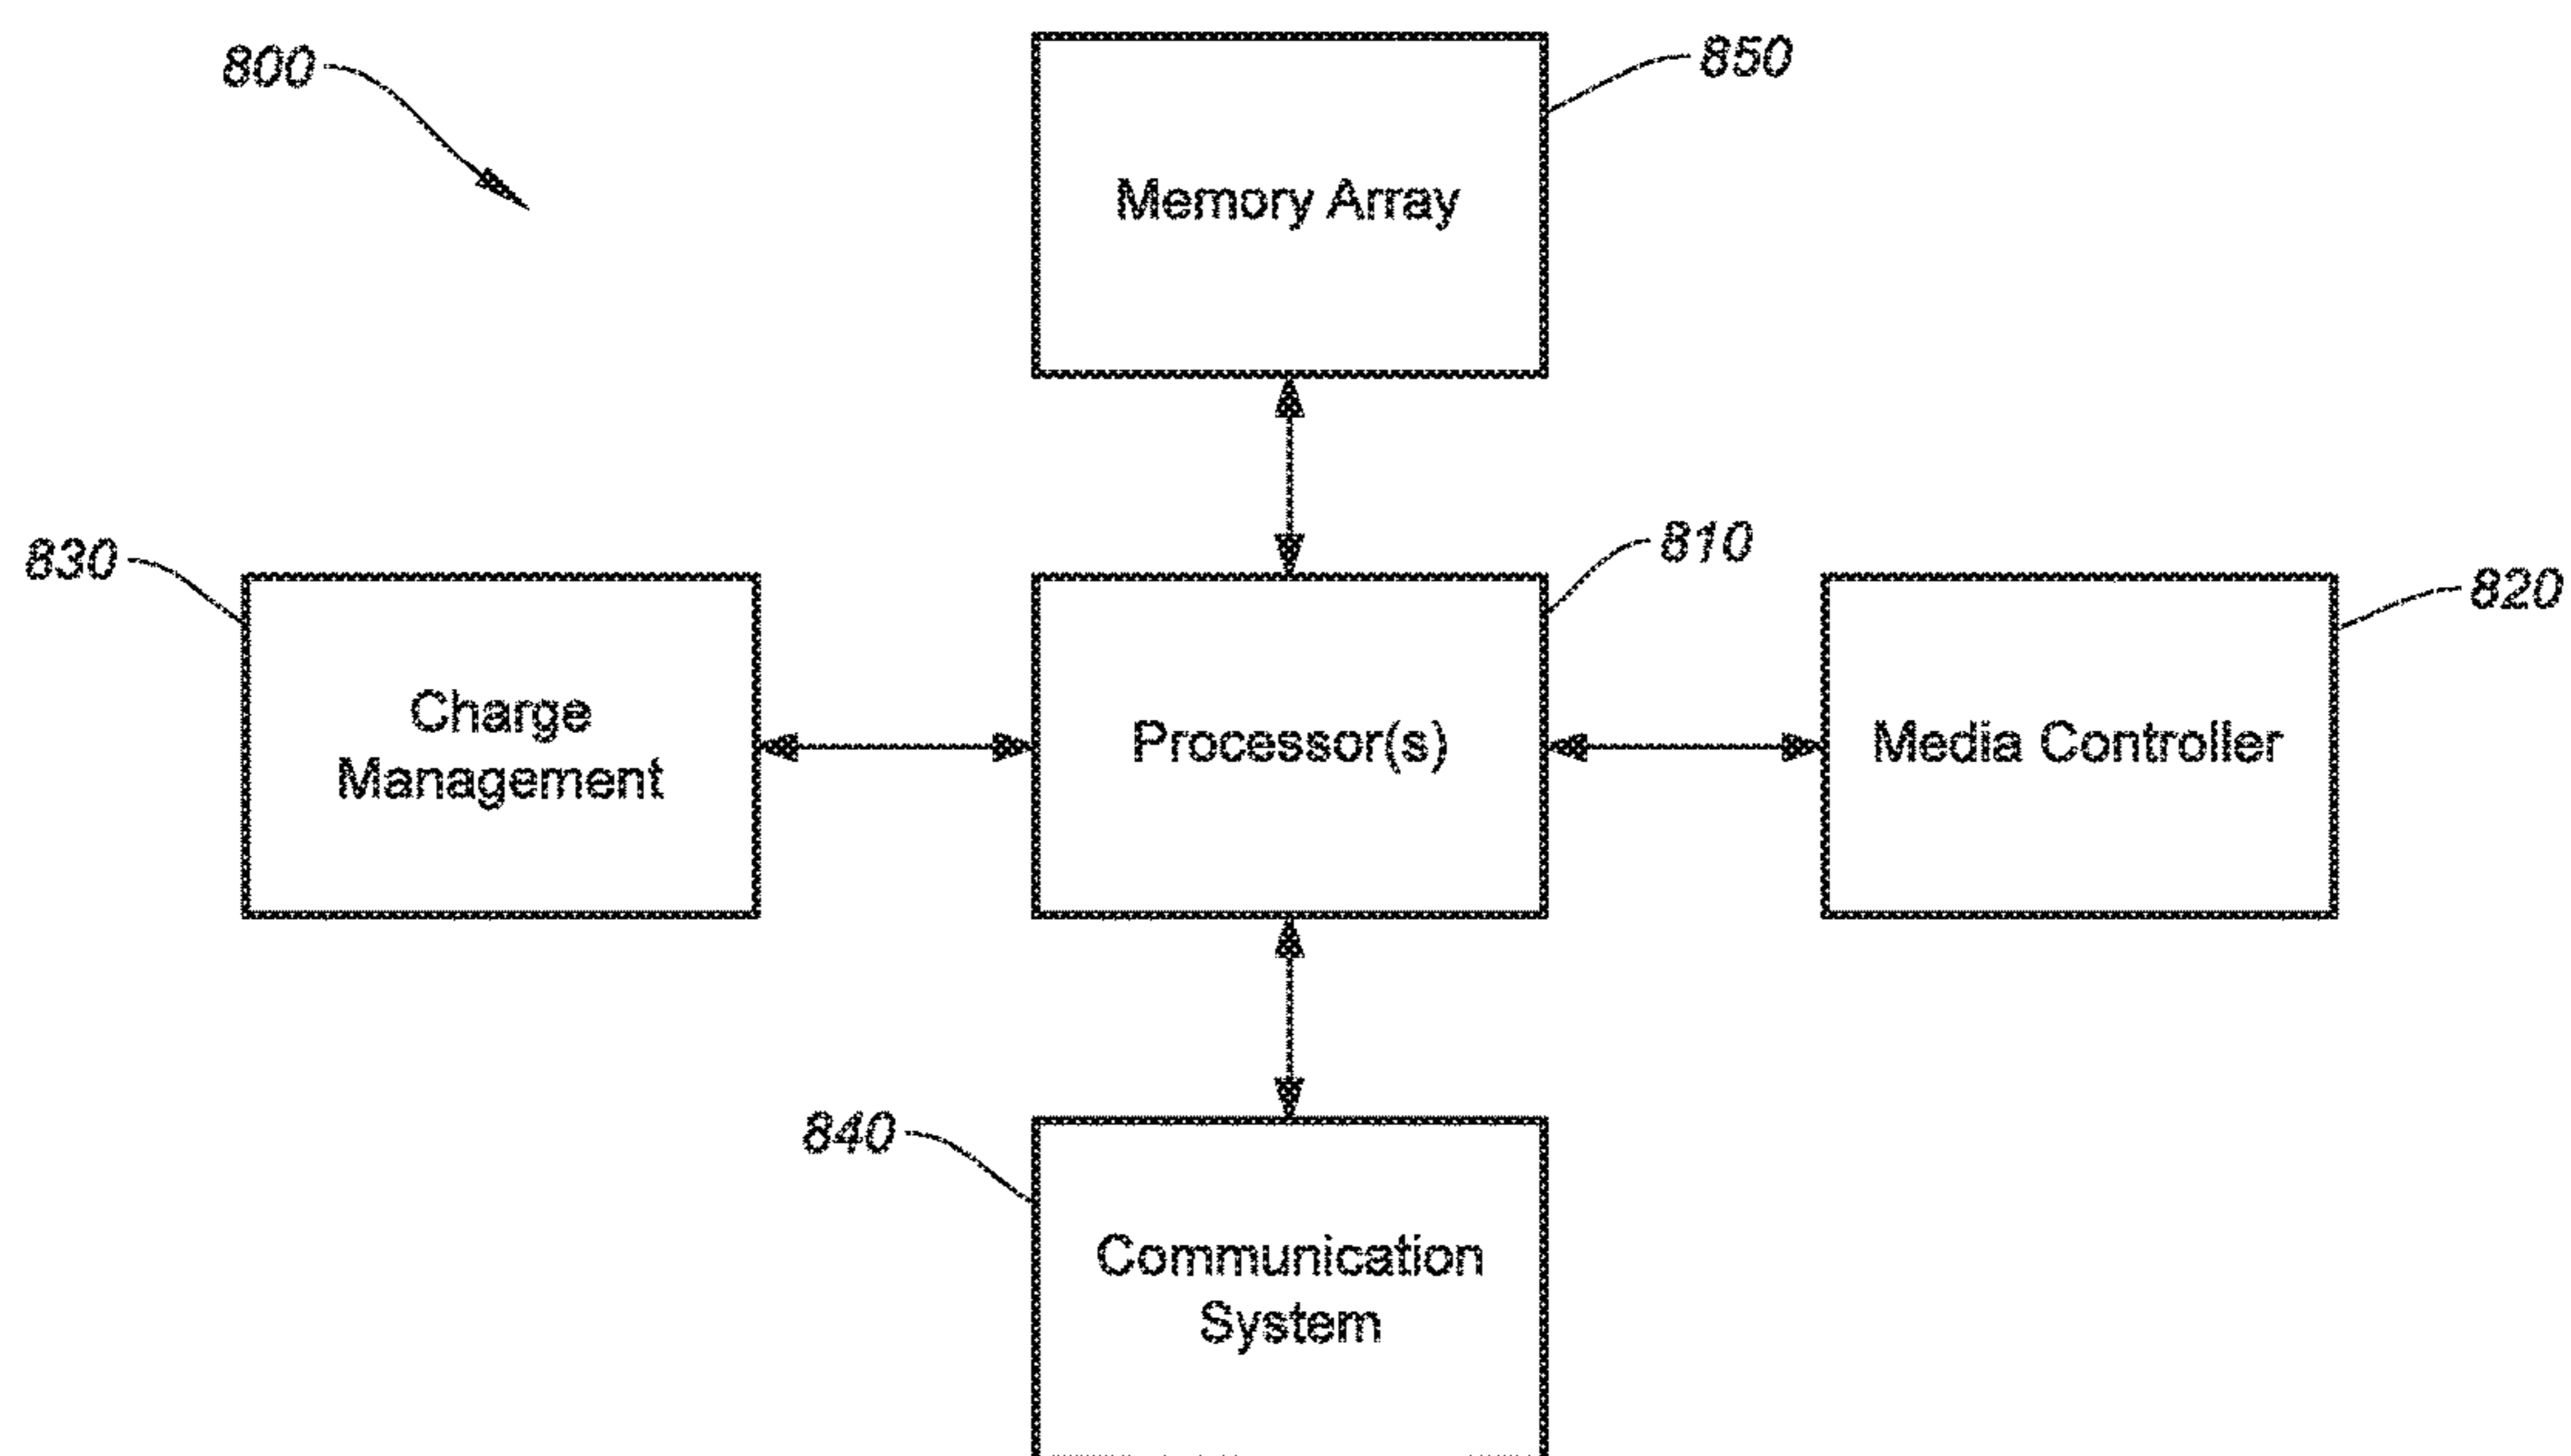 800
850
Memory Array
830
810
820
Charge
Management
Processor(s)
Media Controller
840
Communication
System